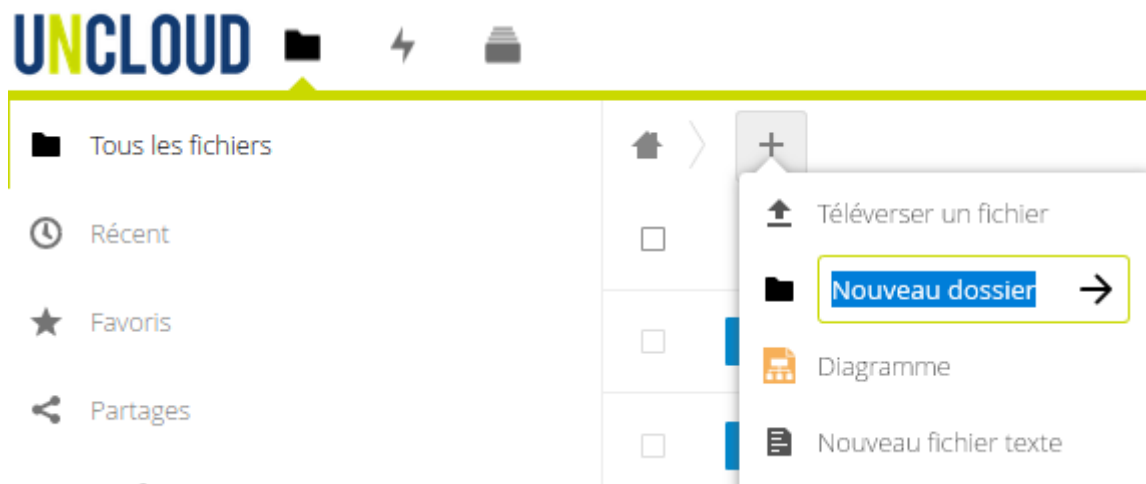 UNCLOUD
Tous les fichiers
Récent
Favoris
Partages
Téléverser un fichier
Nouveau dossier
Diagramme
Nouveau fichier texte